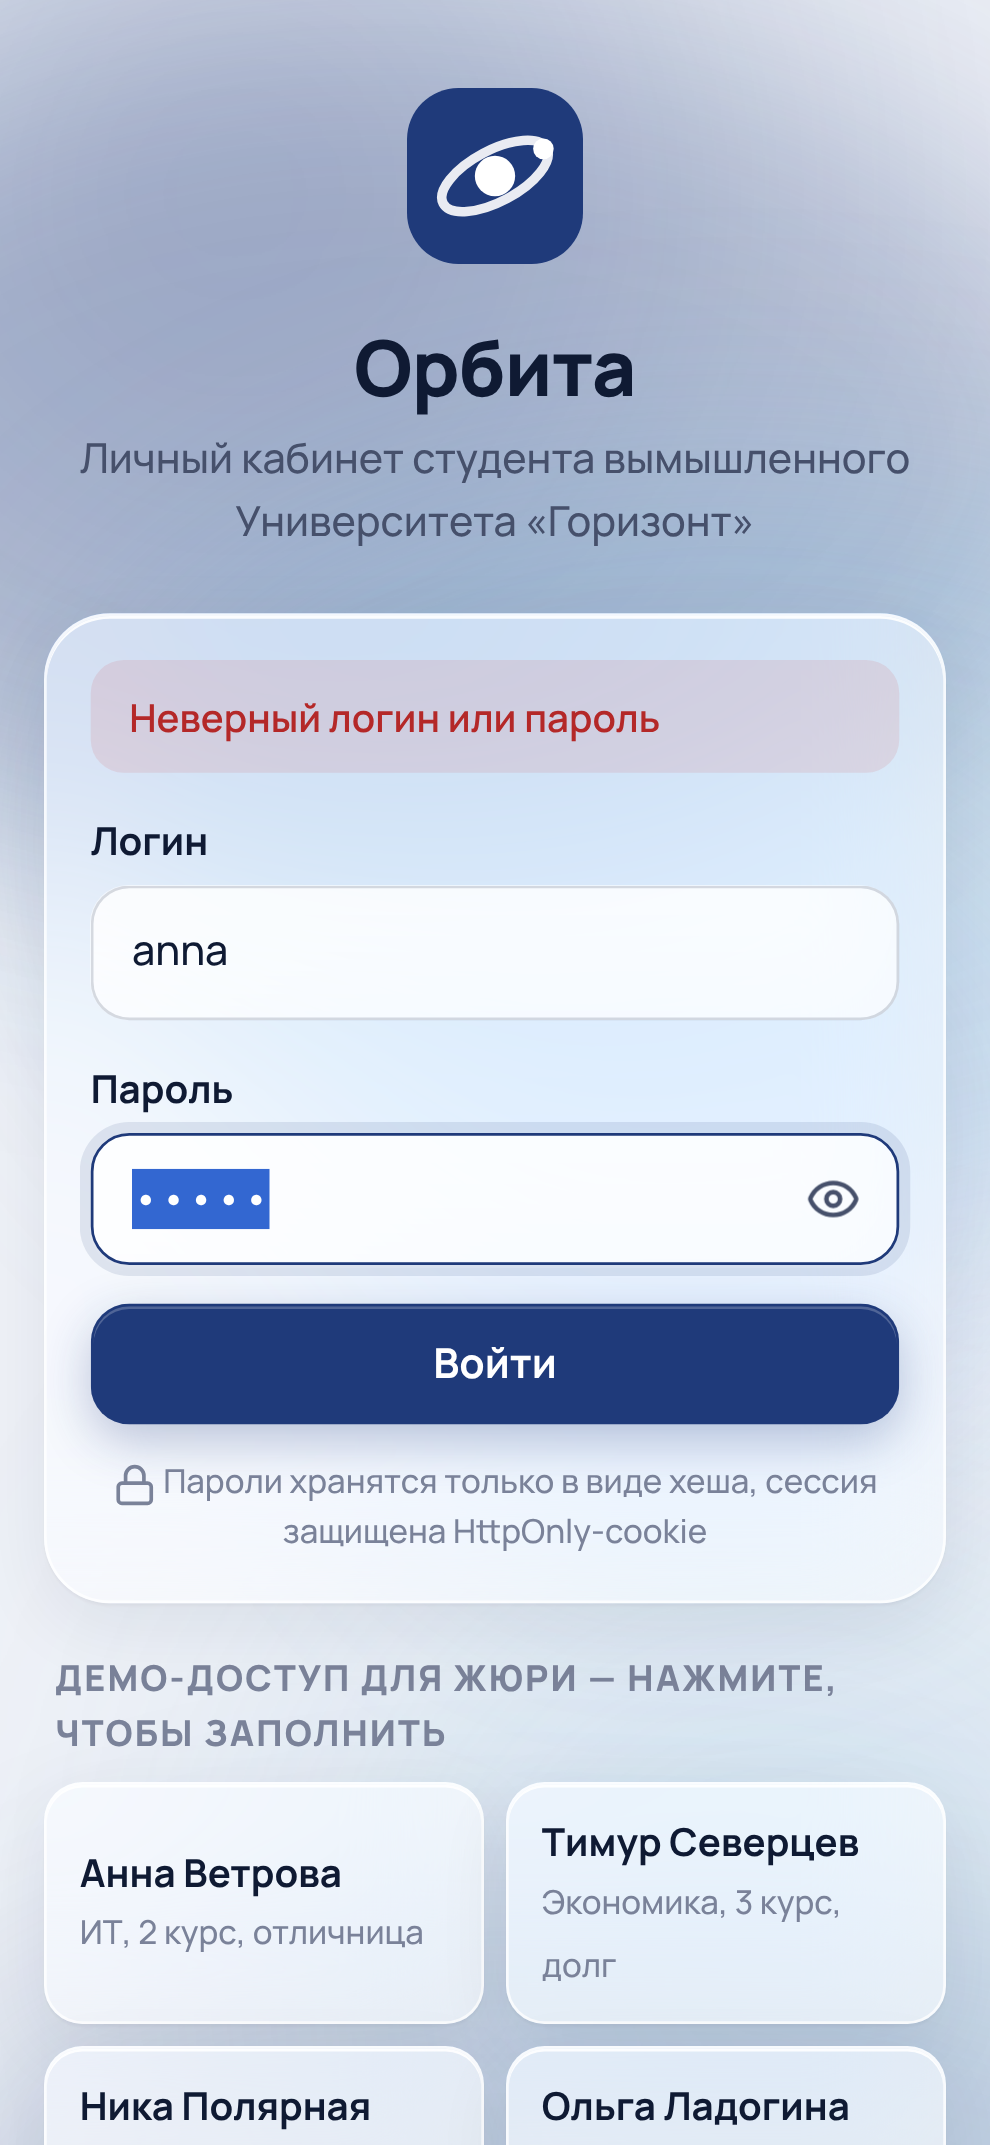 Орбита
Личный кабинет студента вымышленного
Университета «Горизонт»
Неверный логин или пароль
Логин
anna
Пароль
•••••
Войти
Пароли хранятся только в виде хеша, сессия
защищена HttpOnly-cookie
ДЕМО-ДОСТУП ДЛЯ ЖЮРИ — НАЖМИТЕ,
ЧТОБЫ ЗАПОЛНИТЬ
Анна Ветрова
ИТ, 2 курс, отличница
Тимур Северцев
Экономика, 3 курс,
долг
Ника Полярная
Ольга Ладогина